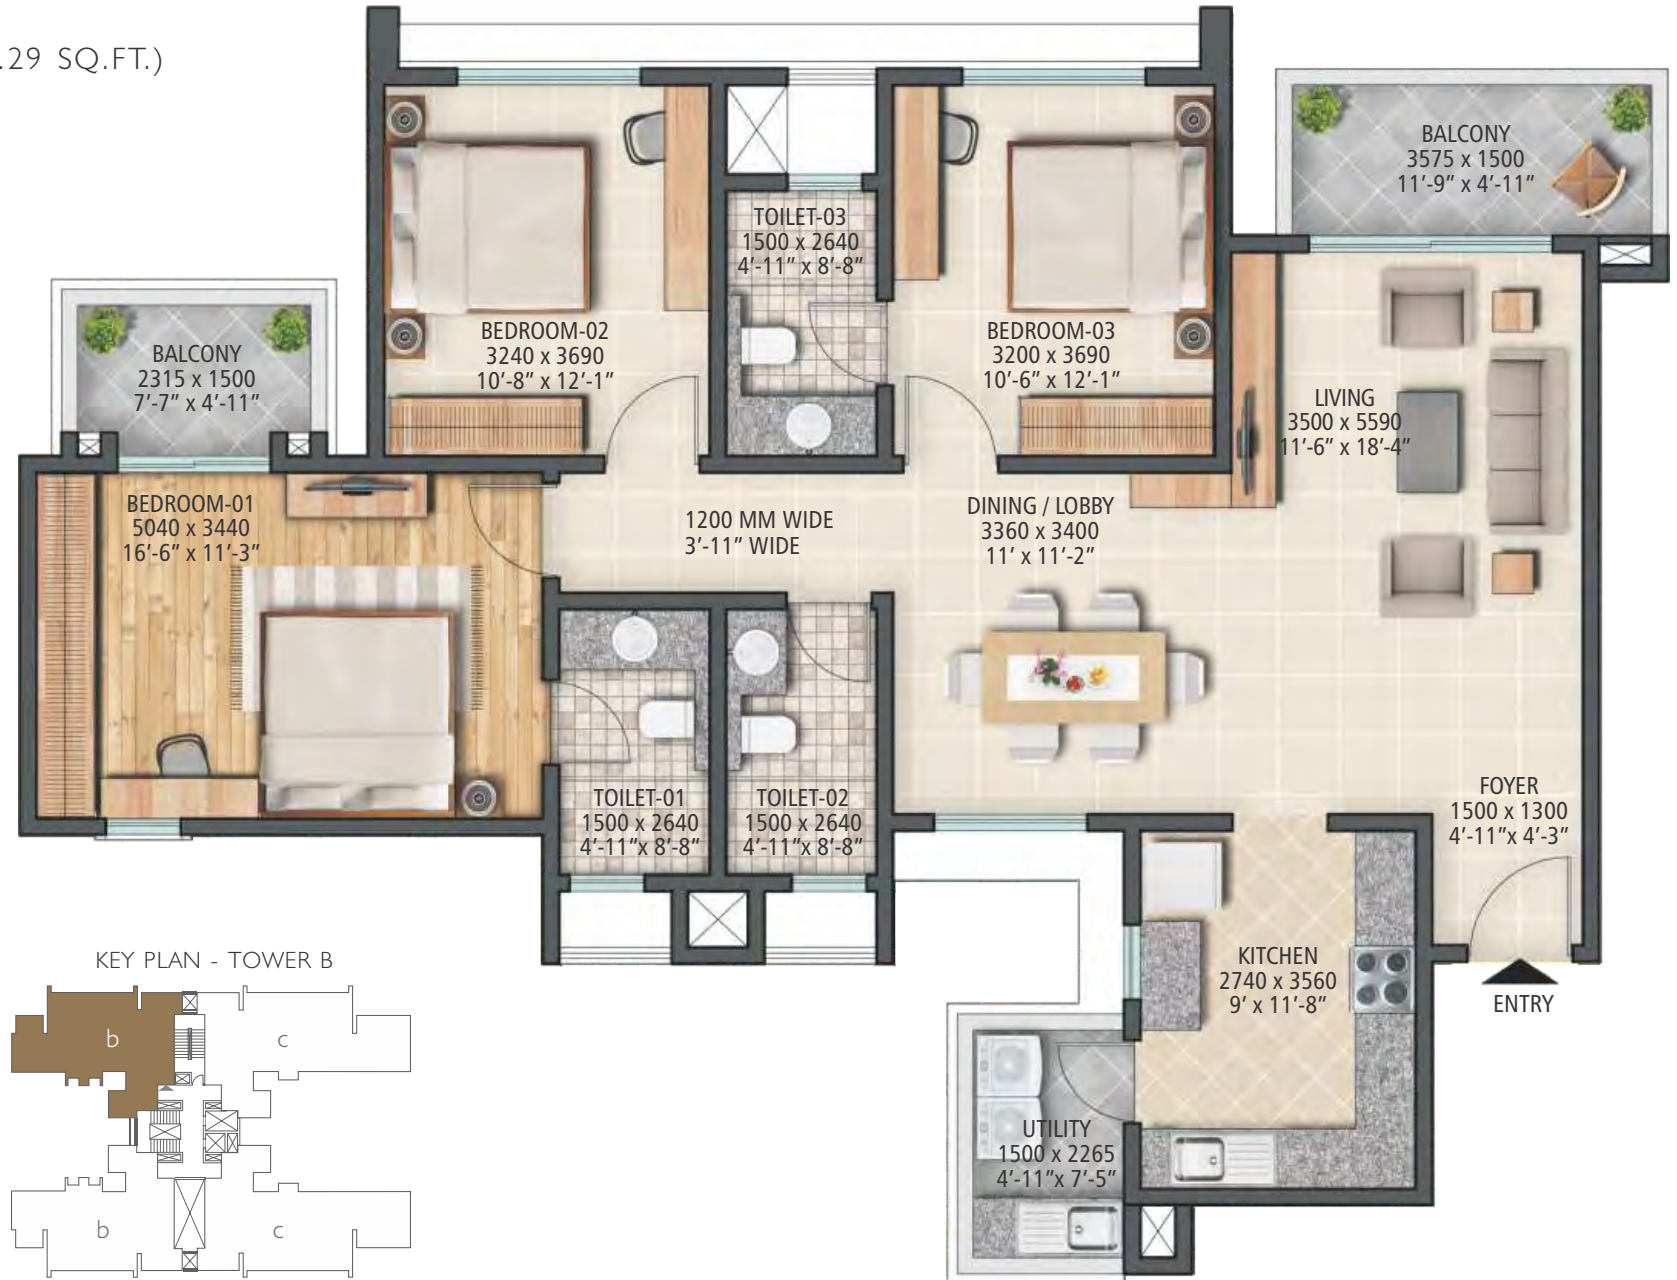 .29 SQ.FT.)
BALCONY
3575 x 1500
11’-9” x 4’-11”
TOILET-03
1500 x 2640
4’-11” x 8’-8”
BEDROOM-02
3240 x 3690
10’-8” x 12’-1”
BEDROOM-03
3200 x 3690
10’-6” x 12’-1”
BALCONY
2315 x 1500
7’-7” x 4’-11”
LIVING
3500 x 5590
11’-6” x 18’-4”
BEDROOM-01
5040 x 3440
16’-6” x 11’-3”
1200 MM WIDE
3’-11” WIDE
DINING / LOBBY
3360 x 3400
11’ x 11’-2”
TOILET-01
1500 x 2640
4’-11”x 8’-8”
TOILET-02
1500 x 2640
4’-11”x 8’-8”
FOYER
1500 x 1300
4’-11”x 4’-3”
KITCHEN
2740 x 3560
9’ x 11’-8”
ENTRY
UTILITY
1500 x 2265
4’-11”x 7’-5”
KEY PLAN - TOWER B
b
c
b
c